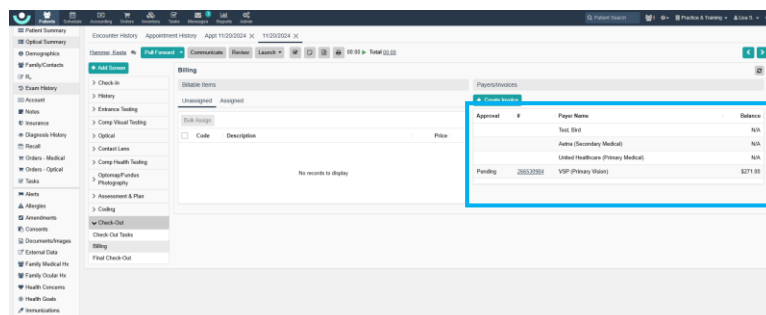 Patients Schedule Accounting Orders Inventory Tasks Messages Reports Admin Patient Search Practice & Training Lisa S.
Patient Summary
Optical Summary
Demographics
Family/Contacts
Rx
Exam History
Account
Notes
Insurance
Diagnosis History
Recall
Orders - Medical
Orders - Optical
Tasks
Alerts
Allergies
Amendments
Consents
Documents/Images
External Data
Family Medical Hx
Family Ocular Hx
Health Concerns
Health Goals
Immunizations
Encounter History Appointment History Appt 11/20/2024 X 11/20/2024 X
Pull Forward Communicate Review Launch 00:00 Total 00:00
+ Add Screen
> Check-In
> History
> Entrance Testing
> Comp Visual Testing
> Optical
> Contact Lens
> Comp Health Testing
> Optomap/Fundus
Photography
> Assessment & Plan
> Coding
Check-Out
Check-Out Tasks
Billing
Final Check-Out
Billing
Billable Items
Unassigned Assigned
Bulk Assign
Code Description Price
No records to display
Payers/Invoices
+ Create Invoice
Approval # Payer Name Balance
Test, Bird N/A
Aetna (Secondary Medical) N/A
United Healthcare (Primary Medical) N/A
Pending 266530984 VSP (Primary Vision) $271.00